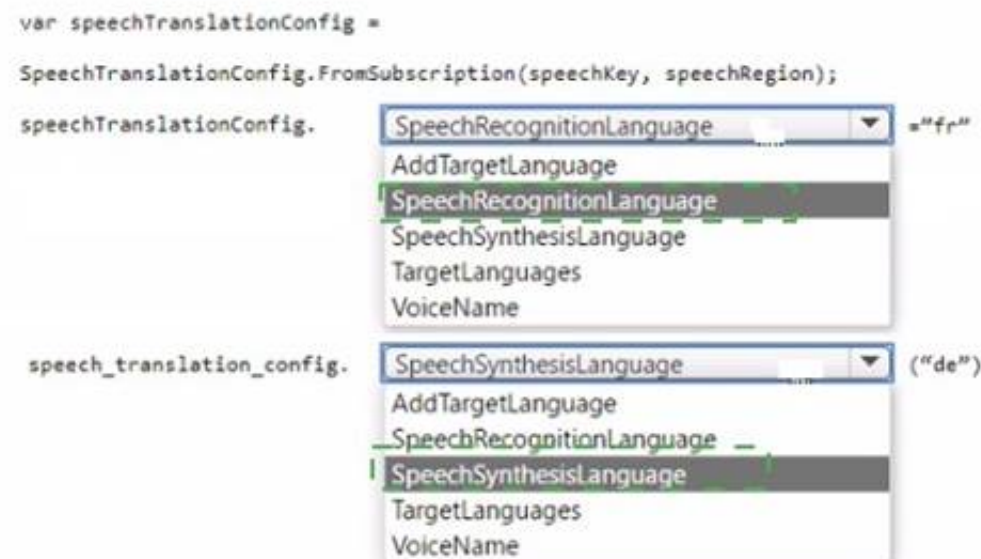 var speechTranslationConfig =
SpeechTranslationConfig.FromSubscription(speechKey, speechRegion);
speechTranslationConfig. SpeechRecognitionLanguage ="fr"
AddTargetLanguage
SpeechRecognitionLanguage
SpeechSynthesisLanguage
TargetLanguages
VoiceName
speech_translation_config. SpeechSynthesisLanguage ("de")
AddTargetLanguage
SpeechRecognitionLanguage
SpeechSynthesisLanguage
TargetLanguages
VoiceName